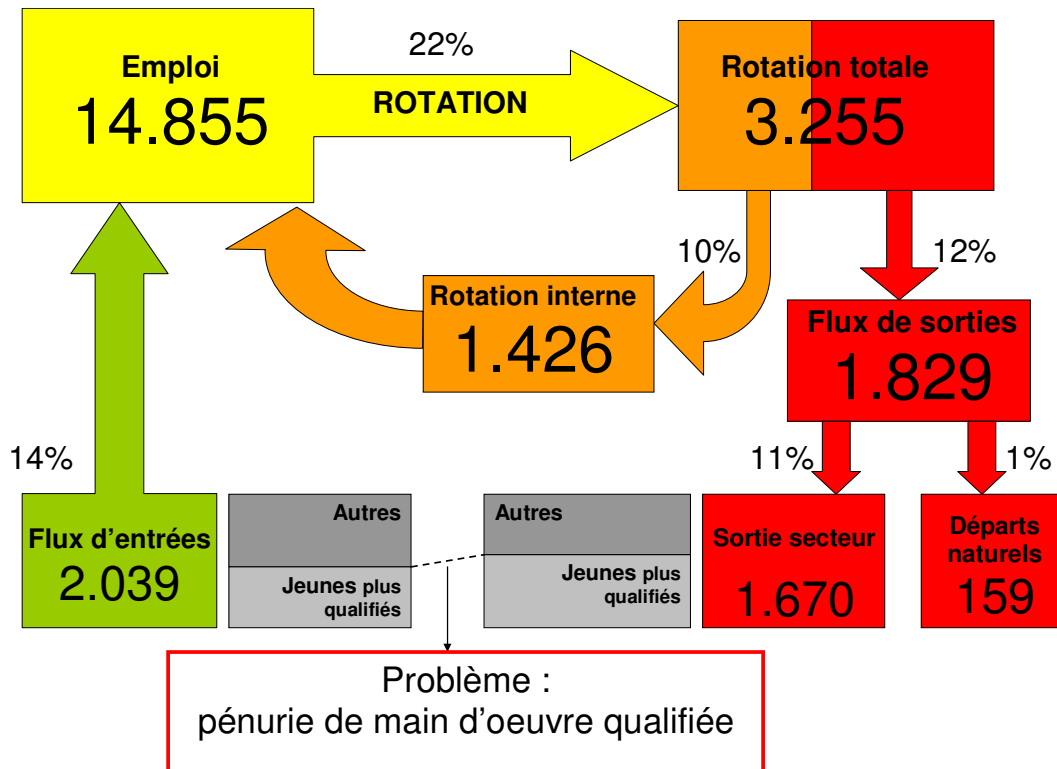 Emploi
14.855
22%
ROTATION
Rotation totale
3.255
10%
12%
Rotation interne
1.426
Flux de sorties
1.829
14%
11%
1%
Flux d'entrées
2.039
Autres
Jeunes plus
qualifiés
Autres
Jeunes plus
qualifiés
Sortie secteur
1.670
Départs
naturels
159
Problème :
pénurie de main d'oeuvre qualifiée